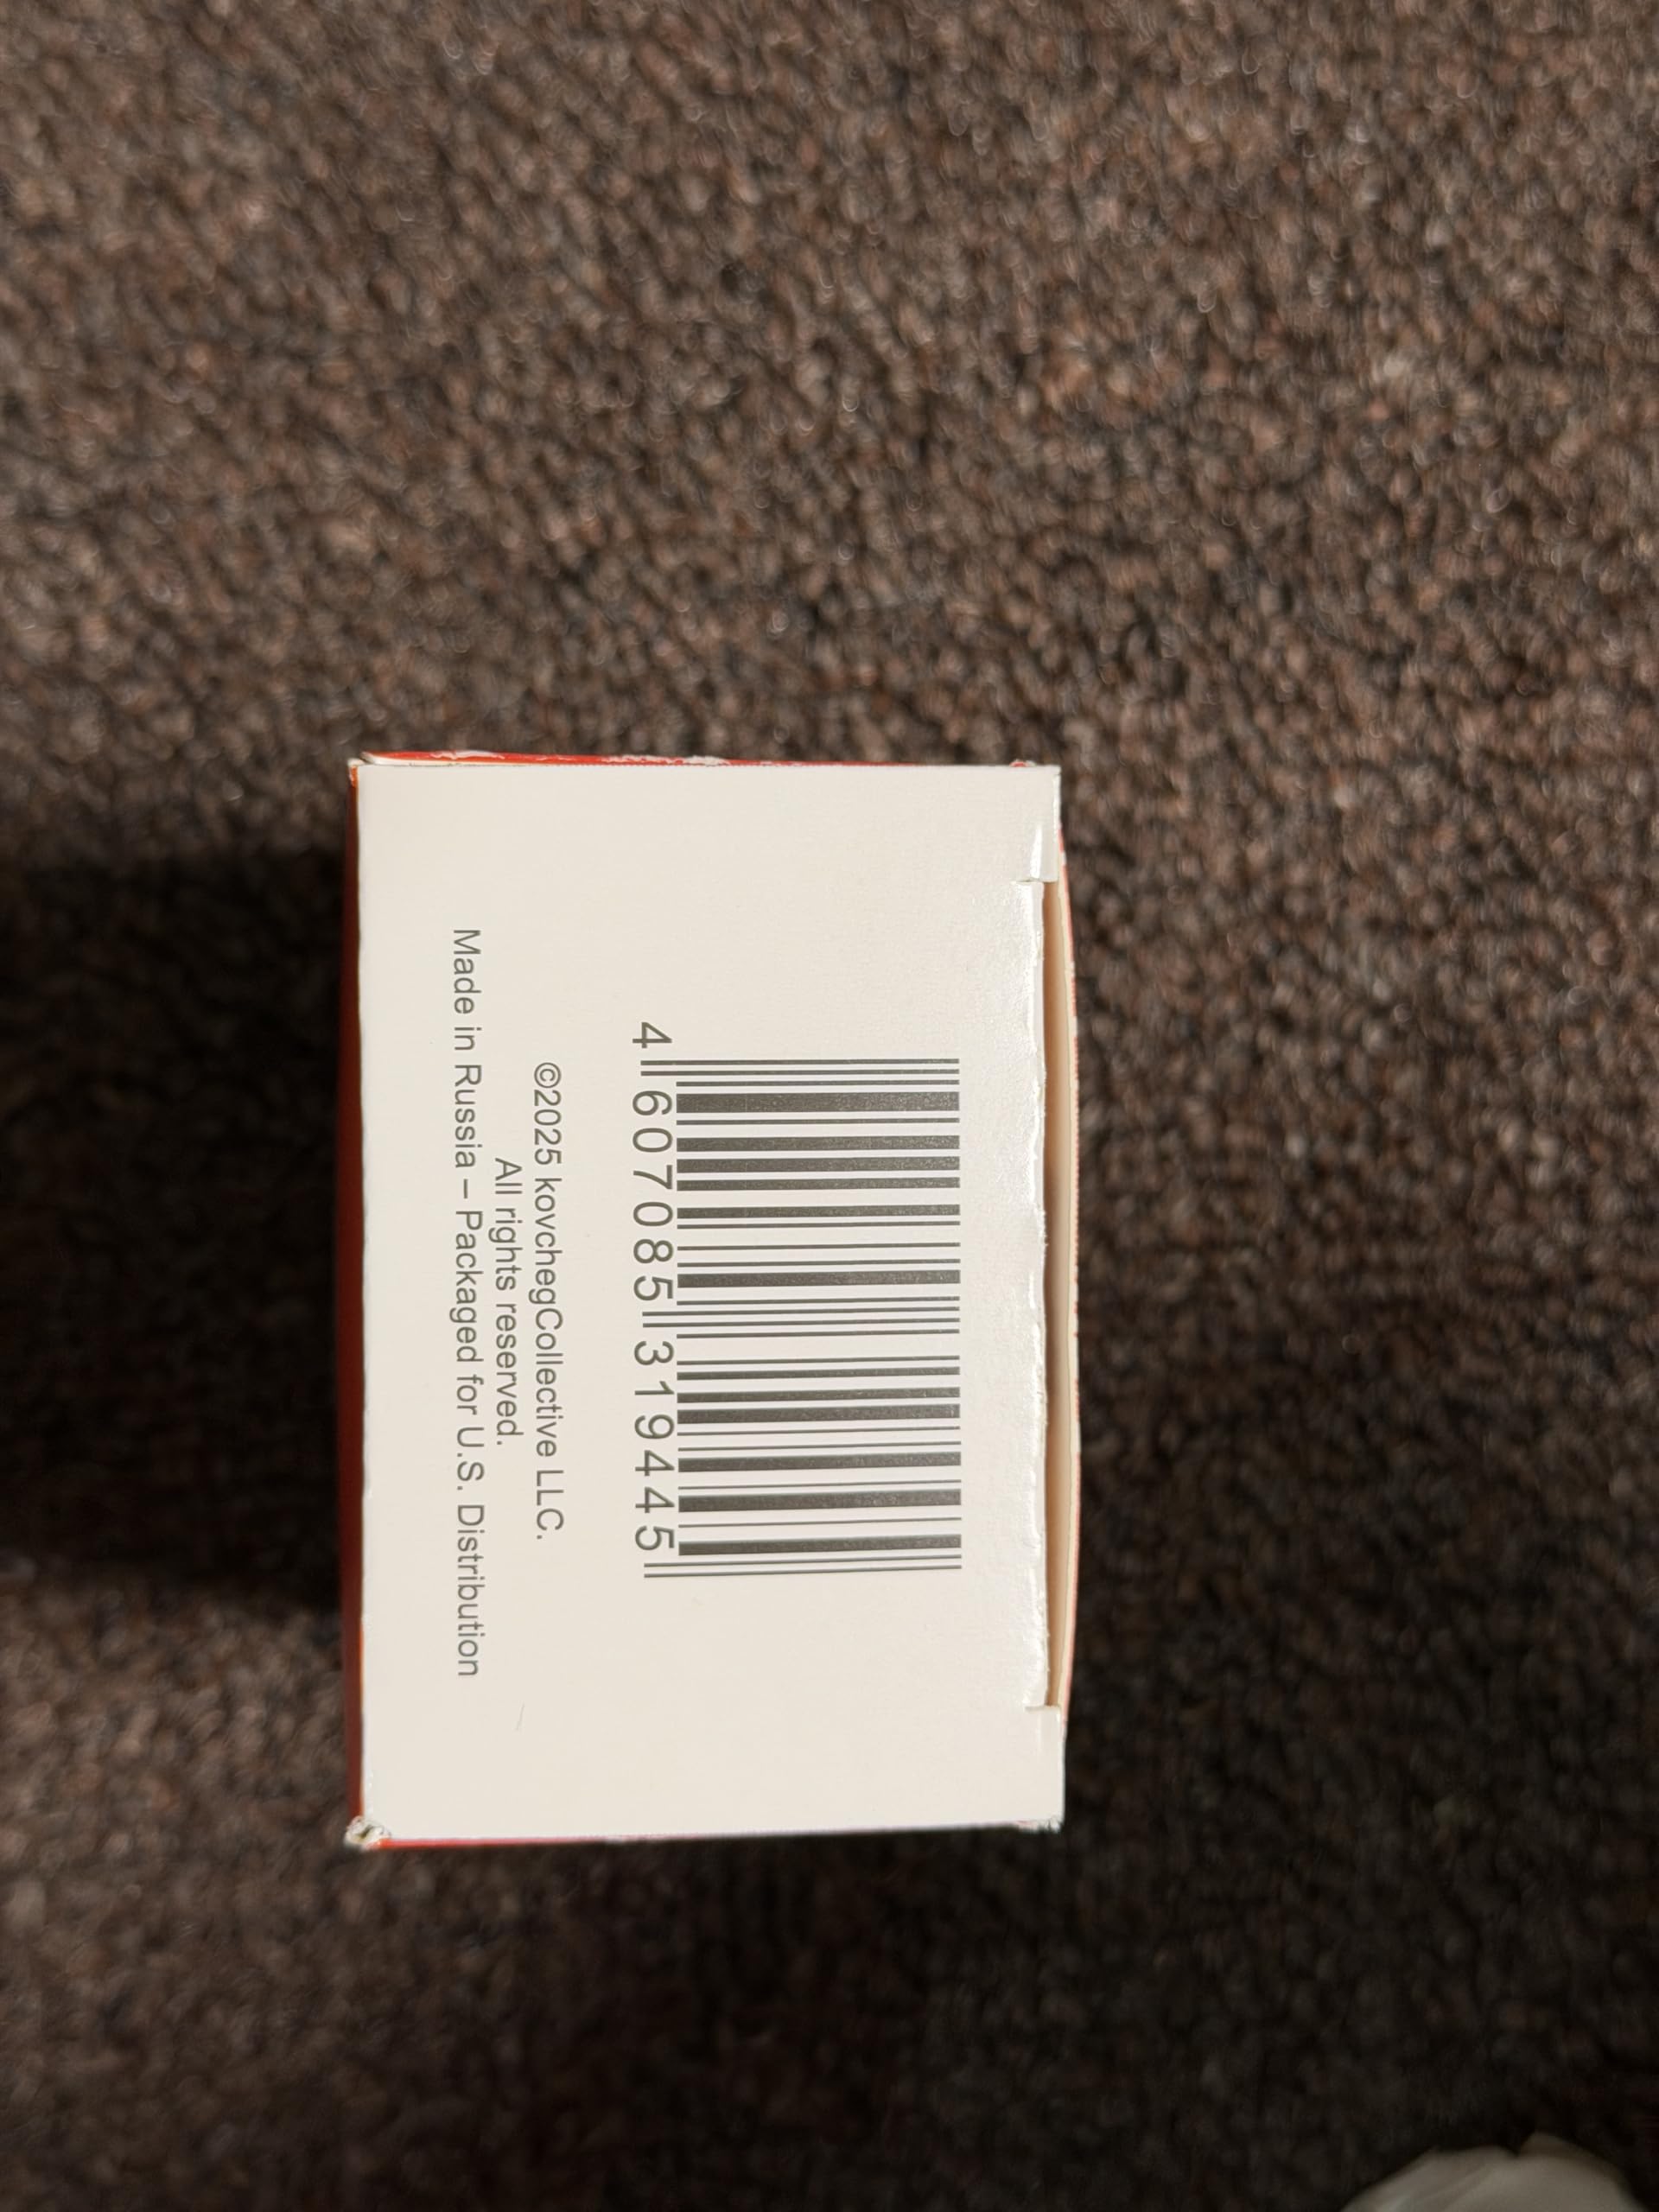 4 607085 319445
©2025 kovchegCollective LLC.
All rights reserved.
Made in Russia – Packaged for U.S. Distribution